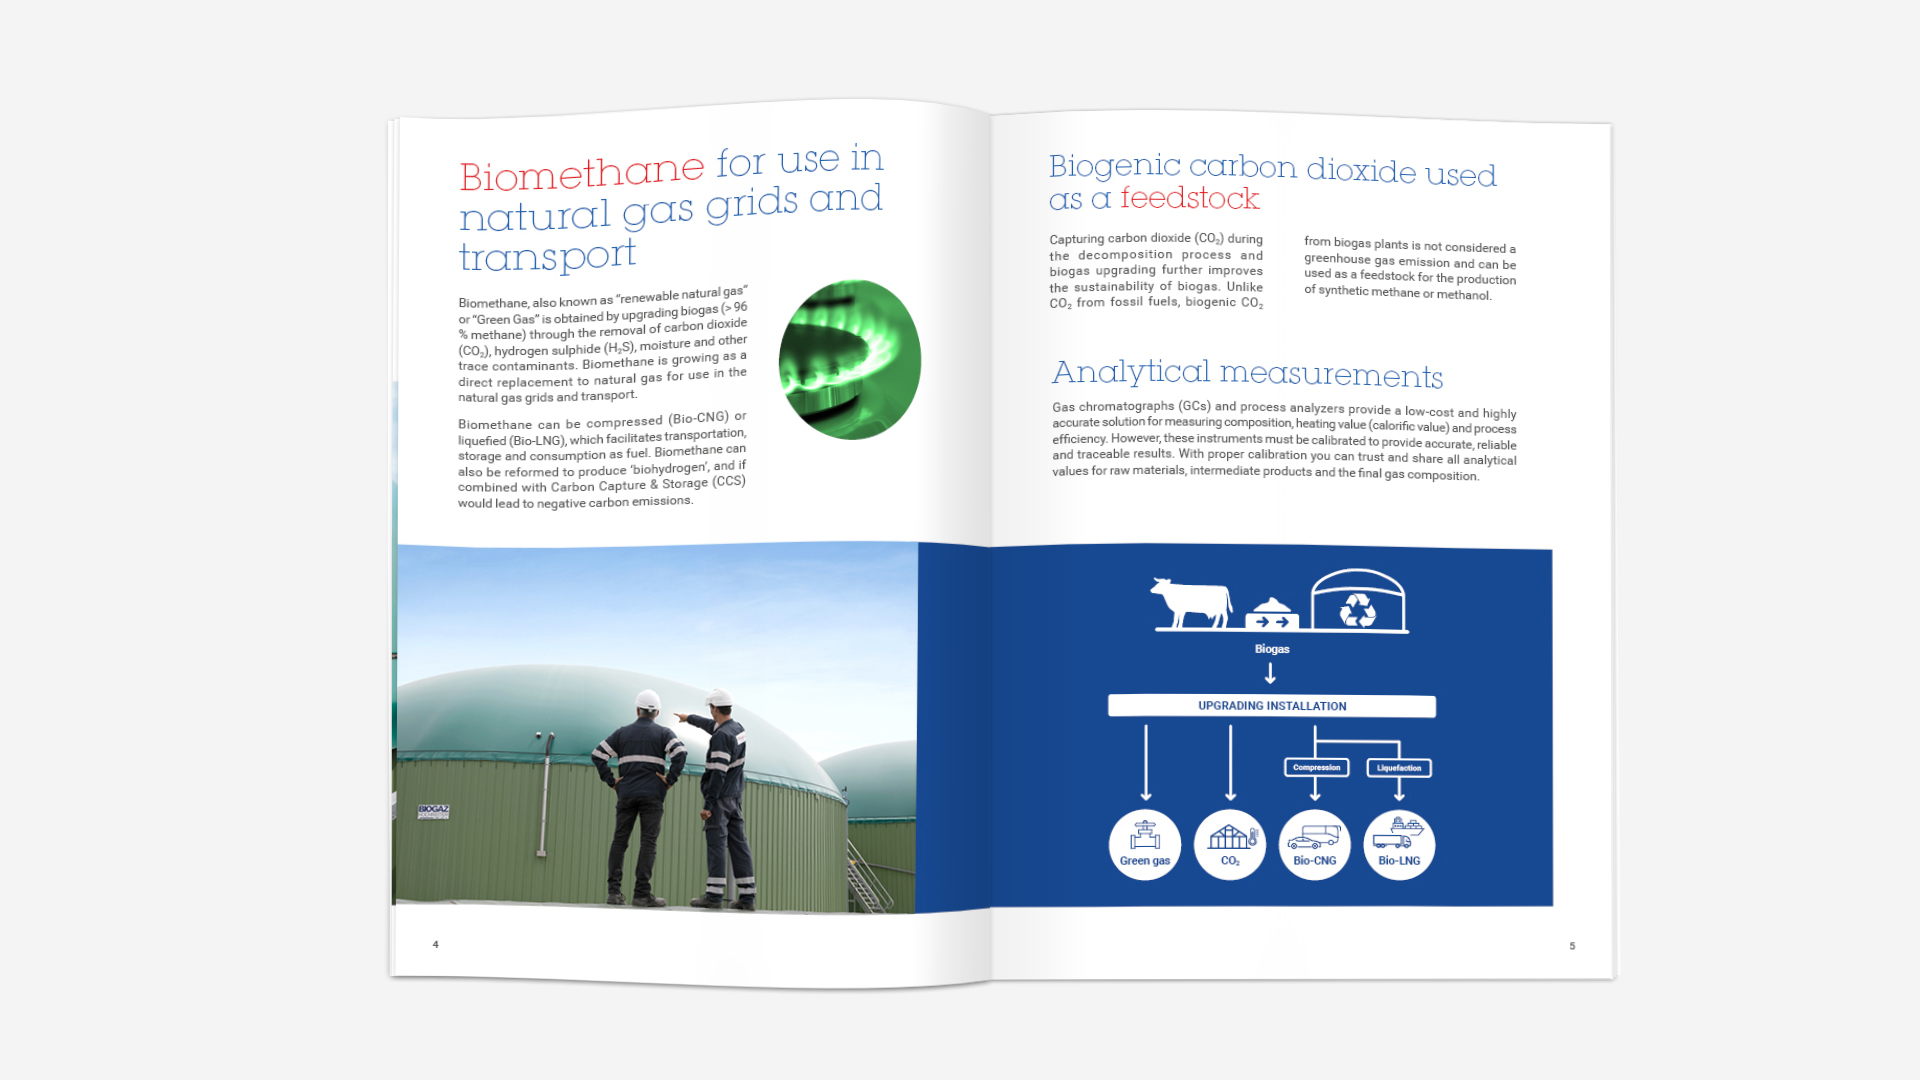 Biomethane for use in
natural gas grids and
transport
Biomethane, also known as “renewable natural gas”
or “Green Gas” is obtained by upgrading biogas (> 96
% methane) through the removal of carbon dioxide
(CO₂), hydrogen sulphide (H₂S), moisture and other
trace contaminants. Biomethane is growing as a
direct replacement to natural gas for use in the
natural gas grids and transport.
Biomethane can be compressed (Bio-CNG) or
liquefied (Bio-LNG), which facilitates transportation,
storage and consumption as fuel. Biomethane can
also be reformed to produce ‘biohydrogen’, and if
combined with Carbon Capture & Storage (CCS)
would lead to negative carbon emissions.
BIOGAZ
4
Biogenic carbon dioxide used
as a feedstock
Capturing carbon dioxide (CO₂) during
the decomposition process and
biogas upgrading further improves
the sustainability of biogas. Unlike
CO₂ from fossil fuels, biogenic CO₂
from biogas plants is not considered a
greenhouse gas emission and can be
used as a feedstock for the production
of synthetic methane or methanol.
Analytical measurements
Gas chromatographs (GCs) and process analyzers provide a low-cost and highly
accurate solution for measuring composition, heating value (calorific value) and process
efficiency. However, these instruments must be calibrated to provide accurate, reliable
and traceable results. With proper calibration you can trust and share all analytical
values for raw materials, intermediate products and the final gas composition.
Biogas
UPGRADING INSTALLATION
Compression
Liquefaction
Green gas
CO₂
Bio-CNG
Bio-LNG
5